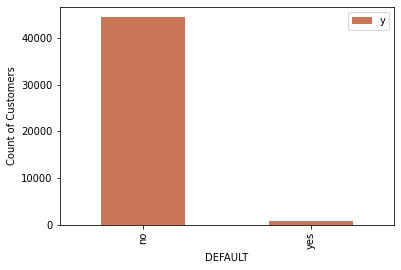 y
40000
30000
20000
10000
0
Count of Customers
no
yes
DEFAULT